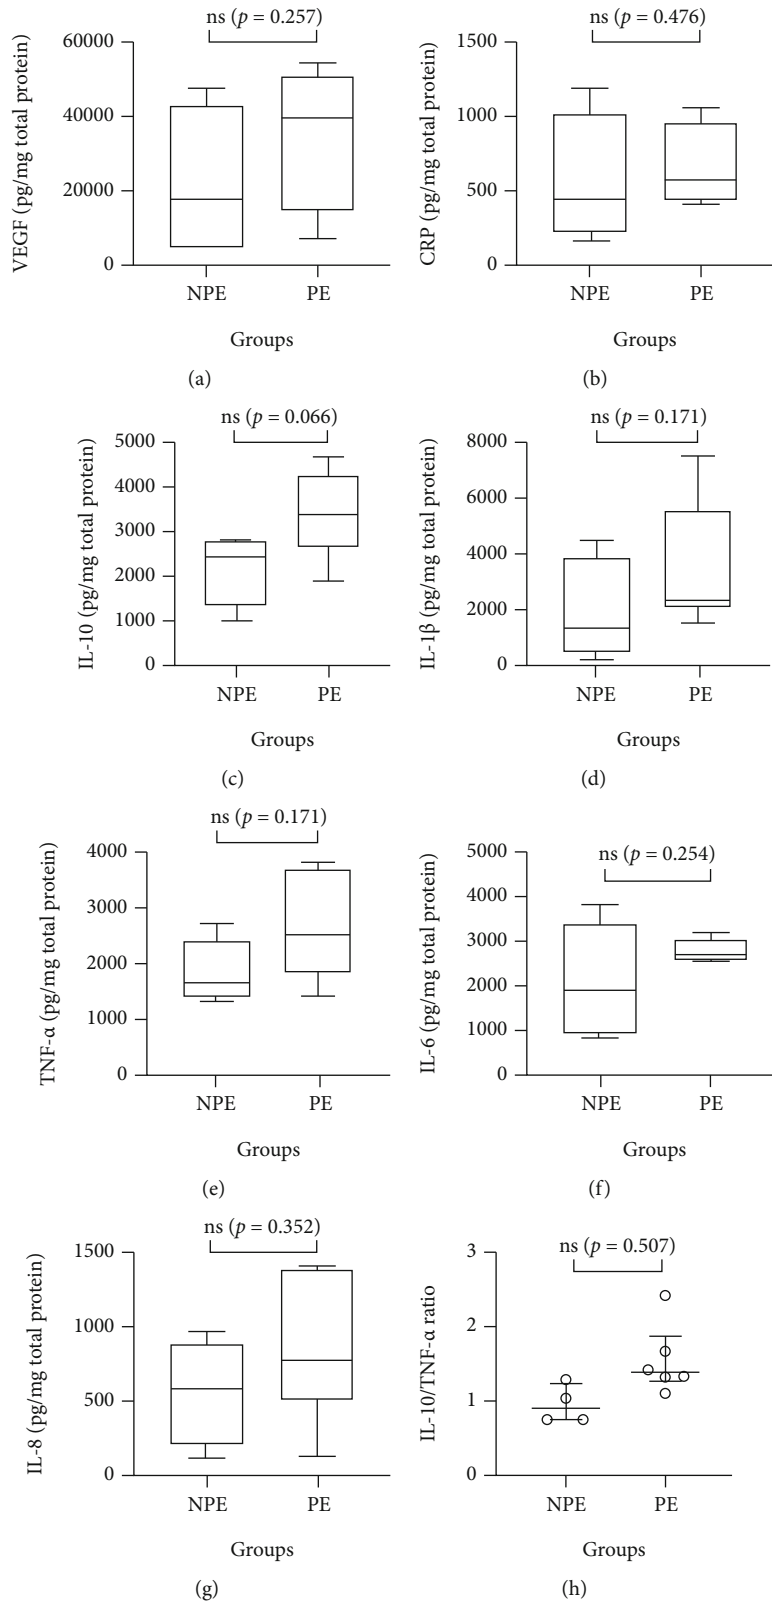 ns (p = 0.257)
60000
40000
20000
0
VEGF (pg/mg total protein)
NPE PE
Groups
(a)
ns (p = 0.476)
1500
1000
500
0
CRP (pg/mg total protein)
NPE PE
Groups
(b)
ns (p = 0.066)
5000
4000
3000
2000
1000
0
IL-10 (pg/mg total protein)
NPE PE
Groups
(c)
ns (p = 0.171)
8000
6000
4000
2000
0
IL-1β (pg/mg total protein)
NPE PE
Groups
(d)
ns (p = 0.171)
4000
3000
2000
1000
0
TNF-α (pg/mg total protein)
NPE PE
Groups
(e)
ns (p = 0.254)
5000
4000
3000
2000
1000
0
IL-6 (pg/mg total protein)
NPE PE
Groups
(f)
ns (p = 0.352)
1500
1000
500
0
IL-8 (pg/mg total protein)
NPE PE
Groups
(g)
ns (p = 0.507)
3
2
1
0
IL-10/TNF-α ratio
NPE PE
Groups
(h)